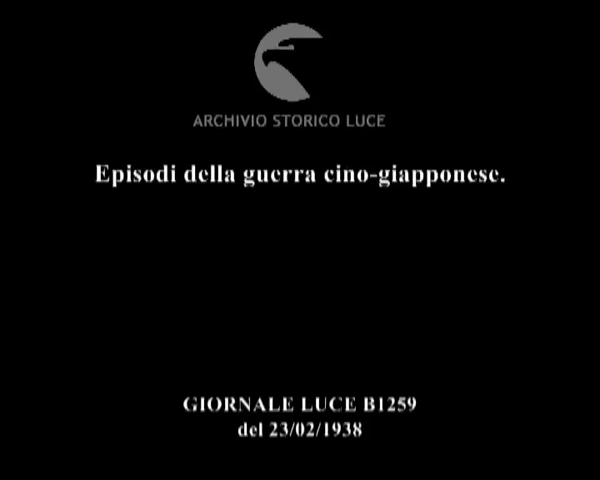 ARCHIVIO STORICO LUCE
Episodi della guerra cino-giapponese.
GIORNALE LUCE B1259
del 23/02/1938